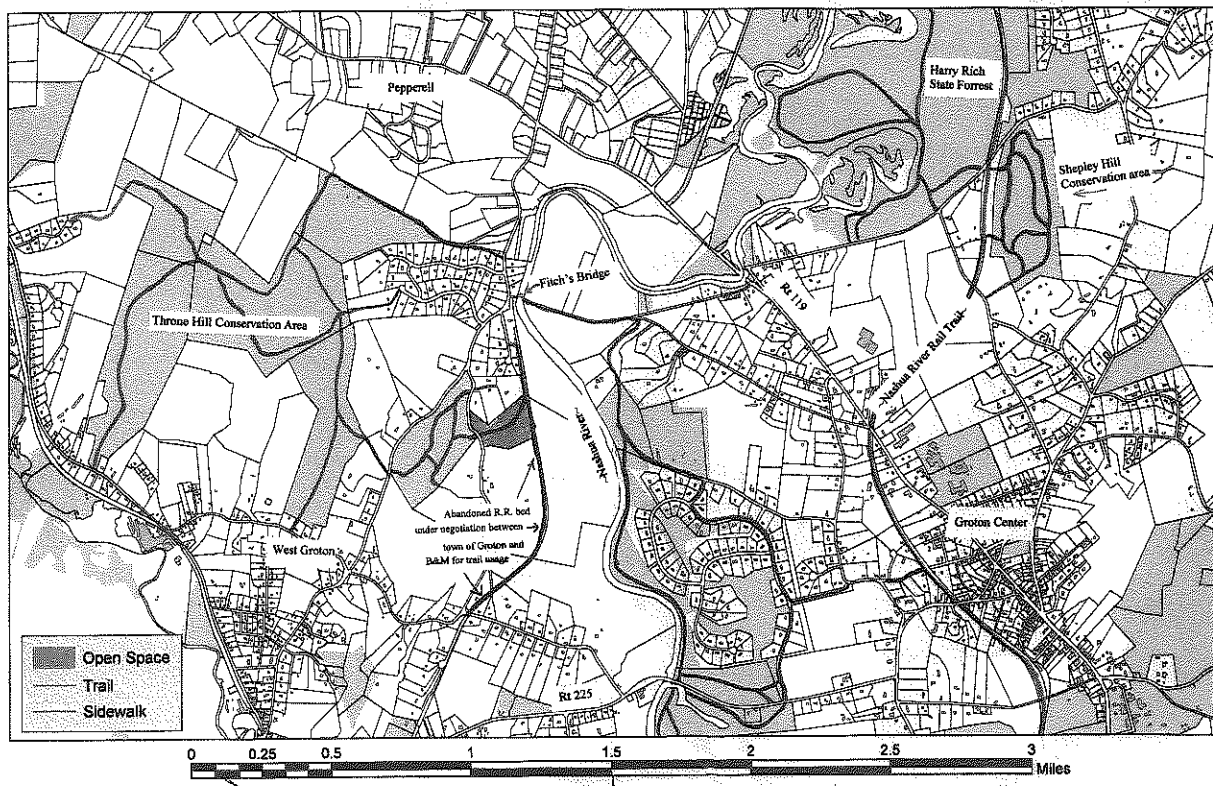 Pepperell
Harry Rich
State Forrest
Shepley Hill
Conservation area
Fitch's Bridge
Rt 119
Throne Hill Conservation Area
Nashua River Rail Trail
Nashua River
Abandoned R.R. bed
under negotiation between
town of Groton and
B&M for trail usage
Groton Center
West Groton
Rt 225
Open Space
Trail
Sidewalk
0 0.25 0.5 1 1.5 2 2.5 3
Miles